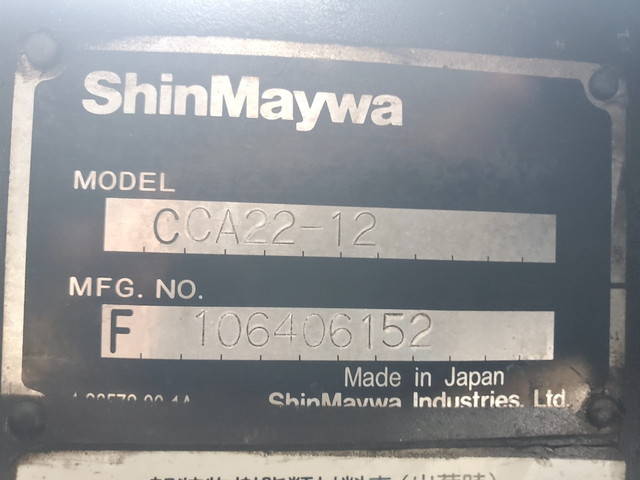 ShinMaywa
MODEL
CCA22-12
MFG. NO.
F 106406152
Made in Japan
ShinMaywa Industries, Ltd.